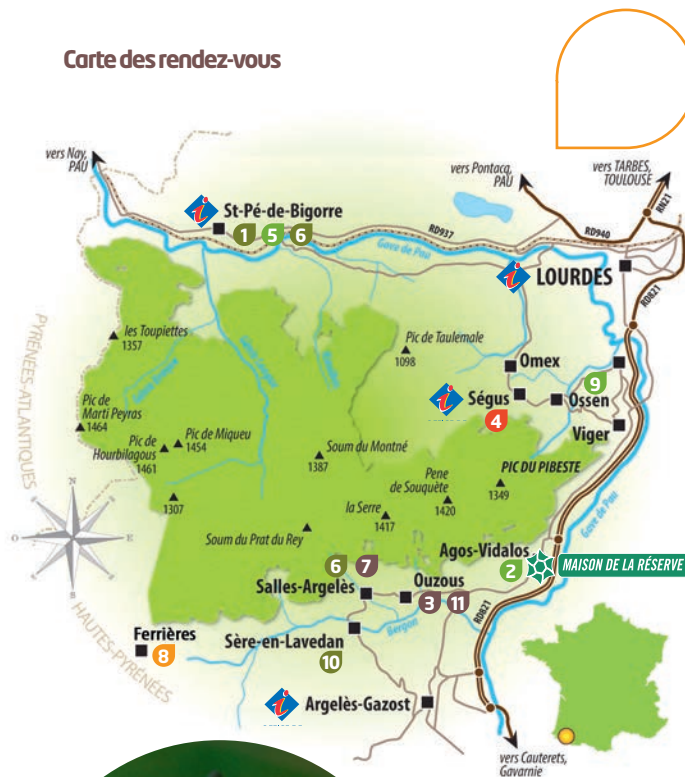 Carte des rendez-vous
vers Nay,
PAU
vers Pontacq,
PAU
vers TARBES,
TOULOUSE
RN21
i
St-Pé-de-Bigorre
1
5
6
RD937
RD940
Gave de Pau
i
LOURDES
RD821
les Toupiettes
1357
Pic de Taulemale
1098
Omex
9
Ossen
i
Ségus
4
Viger
PYRÉNÉES-ATLANTIQUES
Pic de
Marti Peyras
1464
Pic de
Hourbilagous
1461
Pic de Miqueu
1454
Soum du Montné
1387
PIC DU PIBESTE
1349
Pene
de Souquète
1420
la Serre
1417
1307
Soum du Prat du Rey
Gave de Pau
N
O
E
S
Agos-Vidalos
2
MAISON DE LA RÉSERVE
6
7
Salles-Argelès
Ouzous
3
11
RD821
Bergon
HAUTES-PYRÉNÉES
Ferrières
8
Sère-en-Lavedan
10
i
Argelès-Gazost
vers Cauterets,
Gavarnie